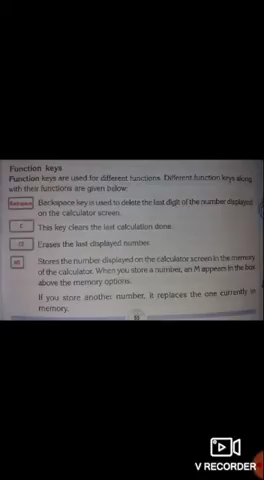 Function keys
Function keys are used for different functions. Different function keys along
with their functions are given below:
Backspace Backspace key is used to delete the last digit of the number displayed
on the calculator screen.
C This key clears the last calculation done.
CE Erases the last displayed number.
MS Stores the number displayed on the calculator screen in the memory
of the calculator. When you store a number, an M appears in the box
above the memory options.
If you store another number, it replaces the one currently in
memory.
V RECORDER